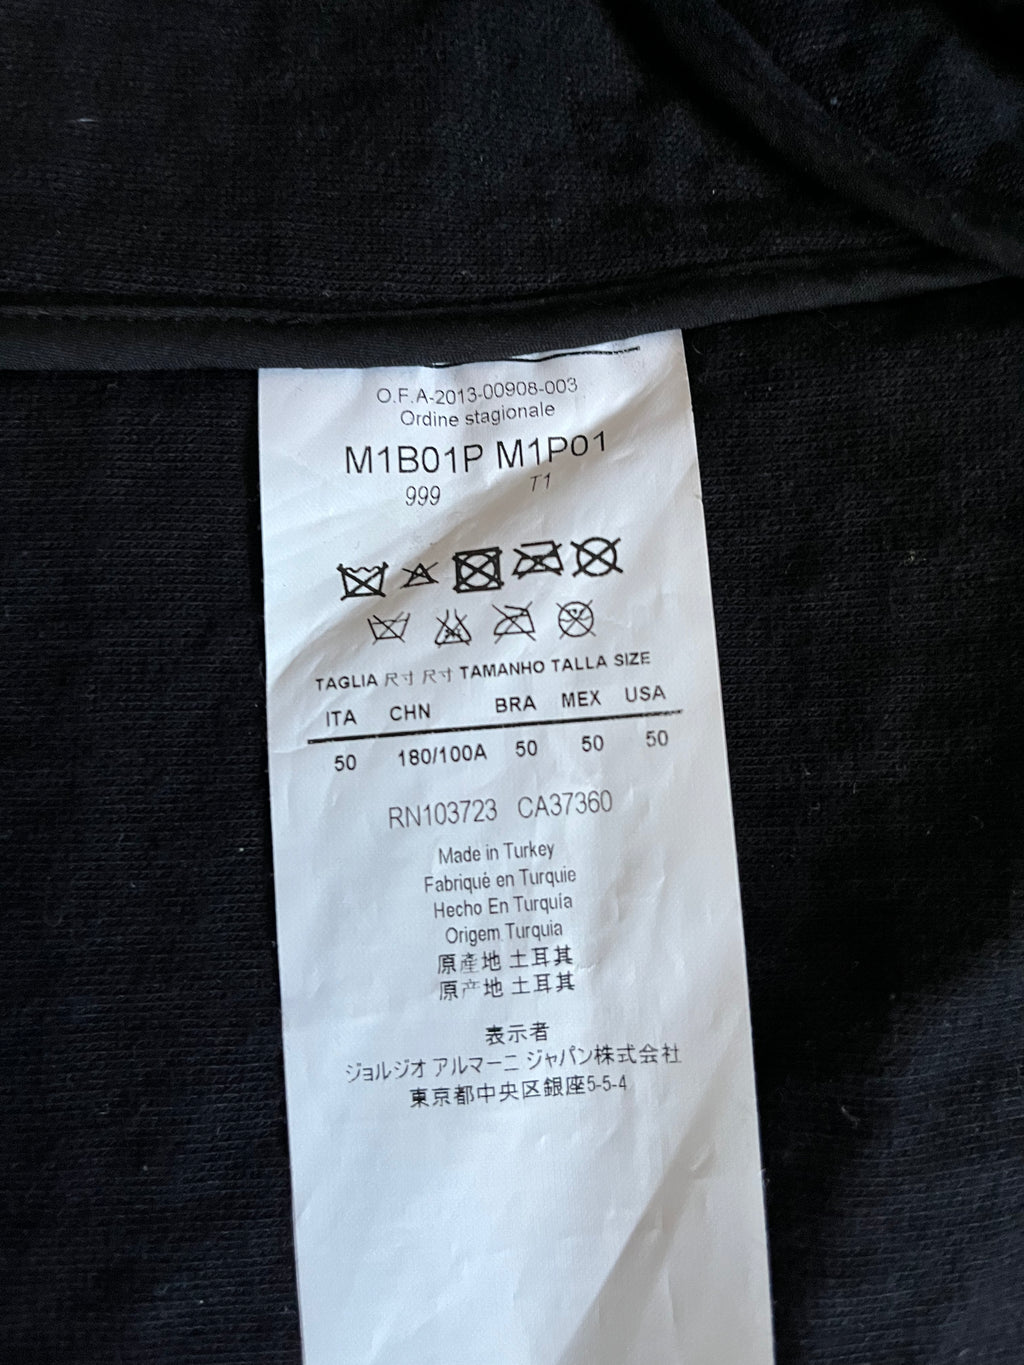 O.F.A-2013-00908-003
Ordine stagionale
M1B01P M1P01
999 T1
TAGLIA 尺寸 尺寸 TAMANHO TALLA SIZE
ITA CHN BRA MEX USA
50 180/100A 50 50 50
RN103723 CA37360
Made in Turkey
Fabriqué en Turquie
Hecho En Turquía
Origem Turquia
原產地 土耳其
原产地 土耳其
表示者
ジョルジオ アルマーニ ジャパン株式会社
東京都中央区銀座5-5-4